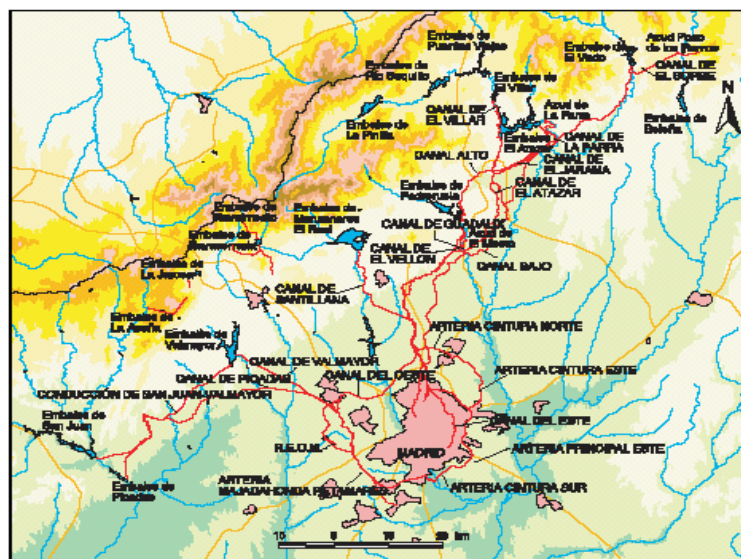 Embalse de
Puentes Viejas
Embalse de
El Vado
Azud Pozo
de los Ramos
CANAL DE
EL SORBE
Embalse de
Río Sequillo
Embalse de
El Villar
N
CANAL DE
EL VILLAR
Azud de
La Parra
Embalse de
Beleña
Embalse de
La Pinilla
Embalse de
El Atazar
CANAL DE
LA PARRA
CANAL ALTO
CANAL DE
EL JARAMA
CANAL DE
EL ATAZAR
Embalse de
Pedrezuela
Embalse de
Embalse de
Manzanares
El Real
CANAL DE GUADALIX
Azud de
El Mesto
Embalse de
CANAL DE
EL VELLON
CANAL BAJO
Embalse de
La Jarosa
CANAL DE
SANTILLANA
Embalse de
La Aceña
ARTERIA CINTURA NORTE
Embalse de
Valmayor
CANAL DE VALMAYOR
ARTERIA CINTURA ESTE
CANAL DE PICADAS
CANAL DEL OESTE
CONDUCCIÓN DE SAN JUAN-VALMAYOR
Embalse de
San Juan
CANAL DEL ESTE
MADRID
ARTERIA PRINCIPAL ESTE
Embalse de
Picadas
ARTERIA
MAJADAHONDA RETAMARES
ARTERIA CINTURA SUR
10 0 10 20 km